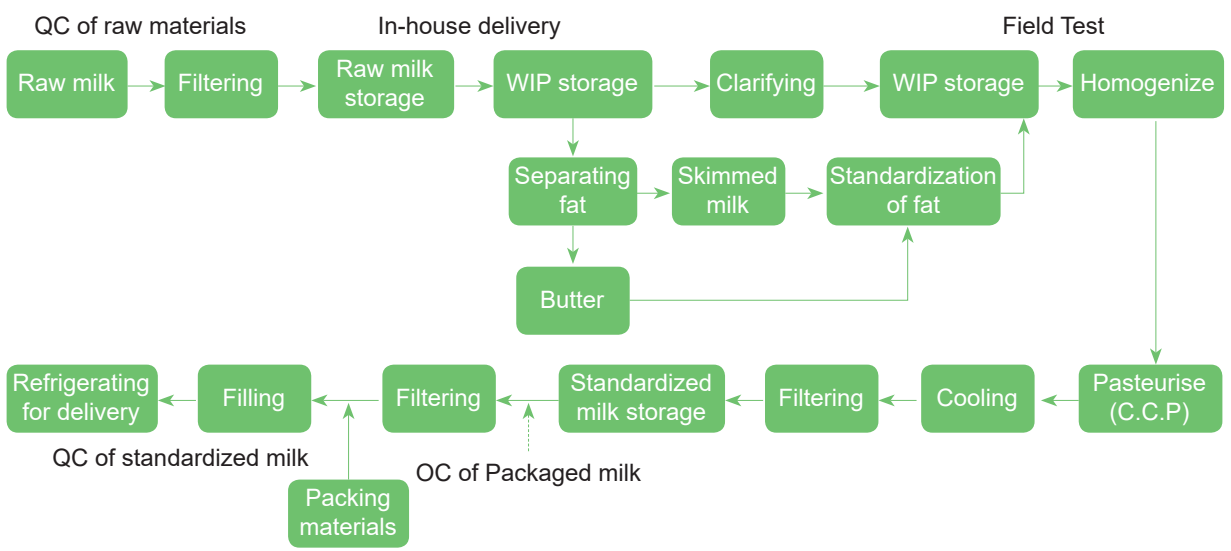 QC of raw materials
In-house delivery
Field Test
Raw milk
Filtering
Raw milk
storage
WIP storage
Clarifying
WIP storage
Homogenize
Separating
fat
Skimmed
milk
Standardization
of fat
Butter
Refrigerating
for delivery
Filling
Filtering
Standardized
milk storage
Filtering
Cooling
Pasteurise
(C.C.P)
QC of standardized milk
OC of Packaged milk
Packing
materials